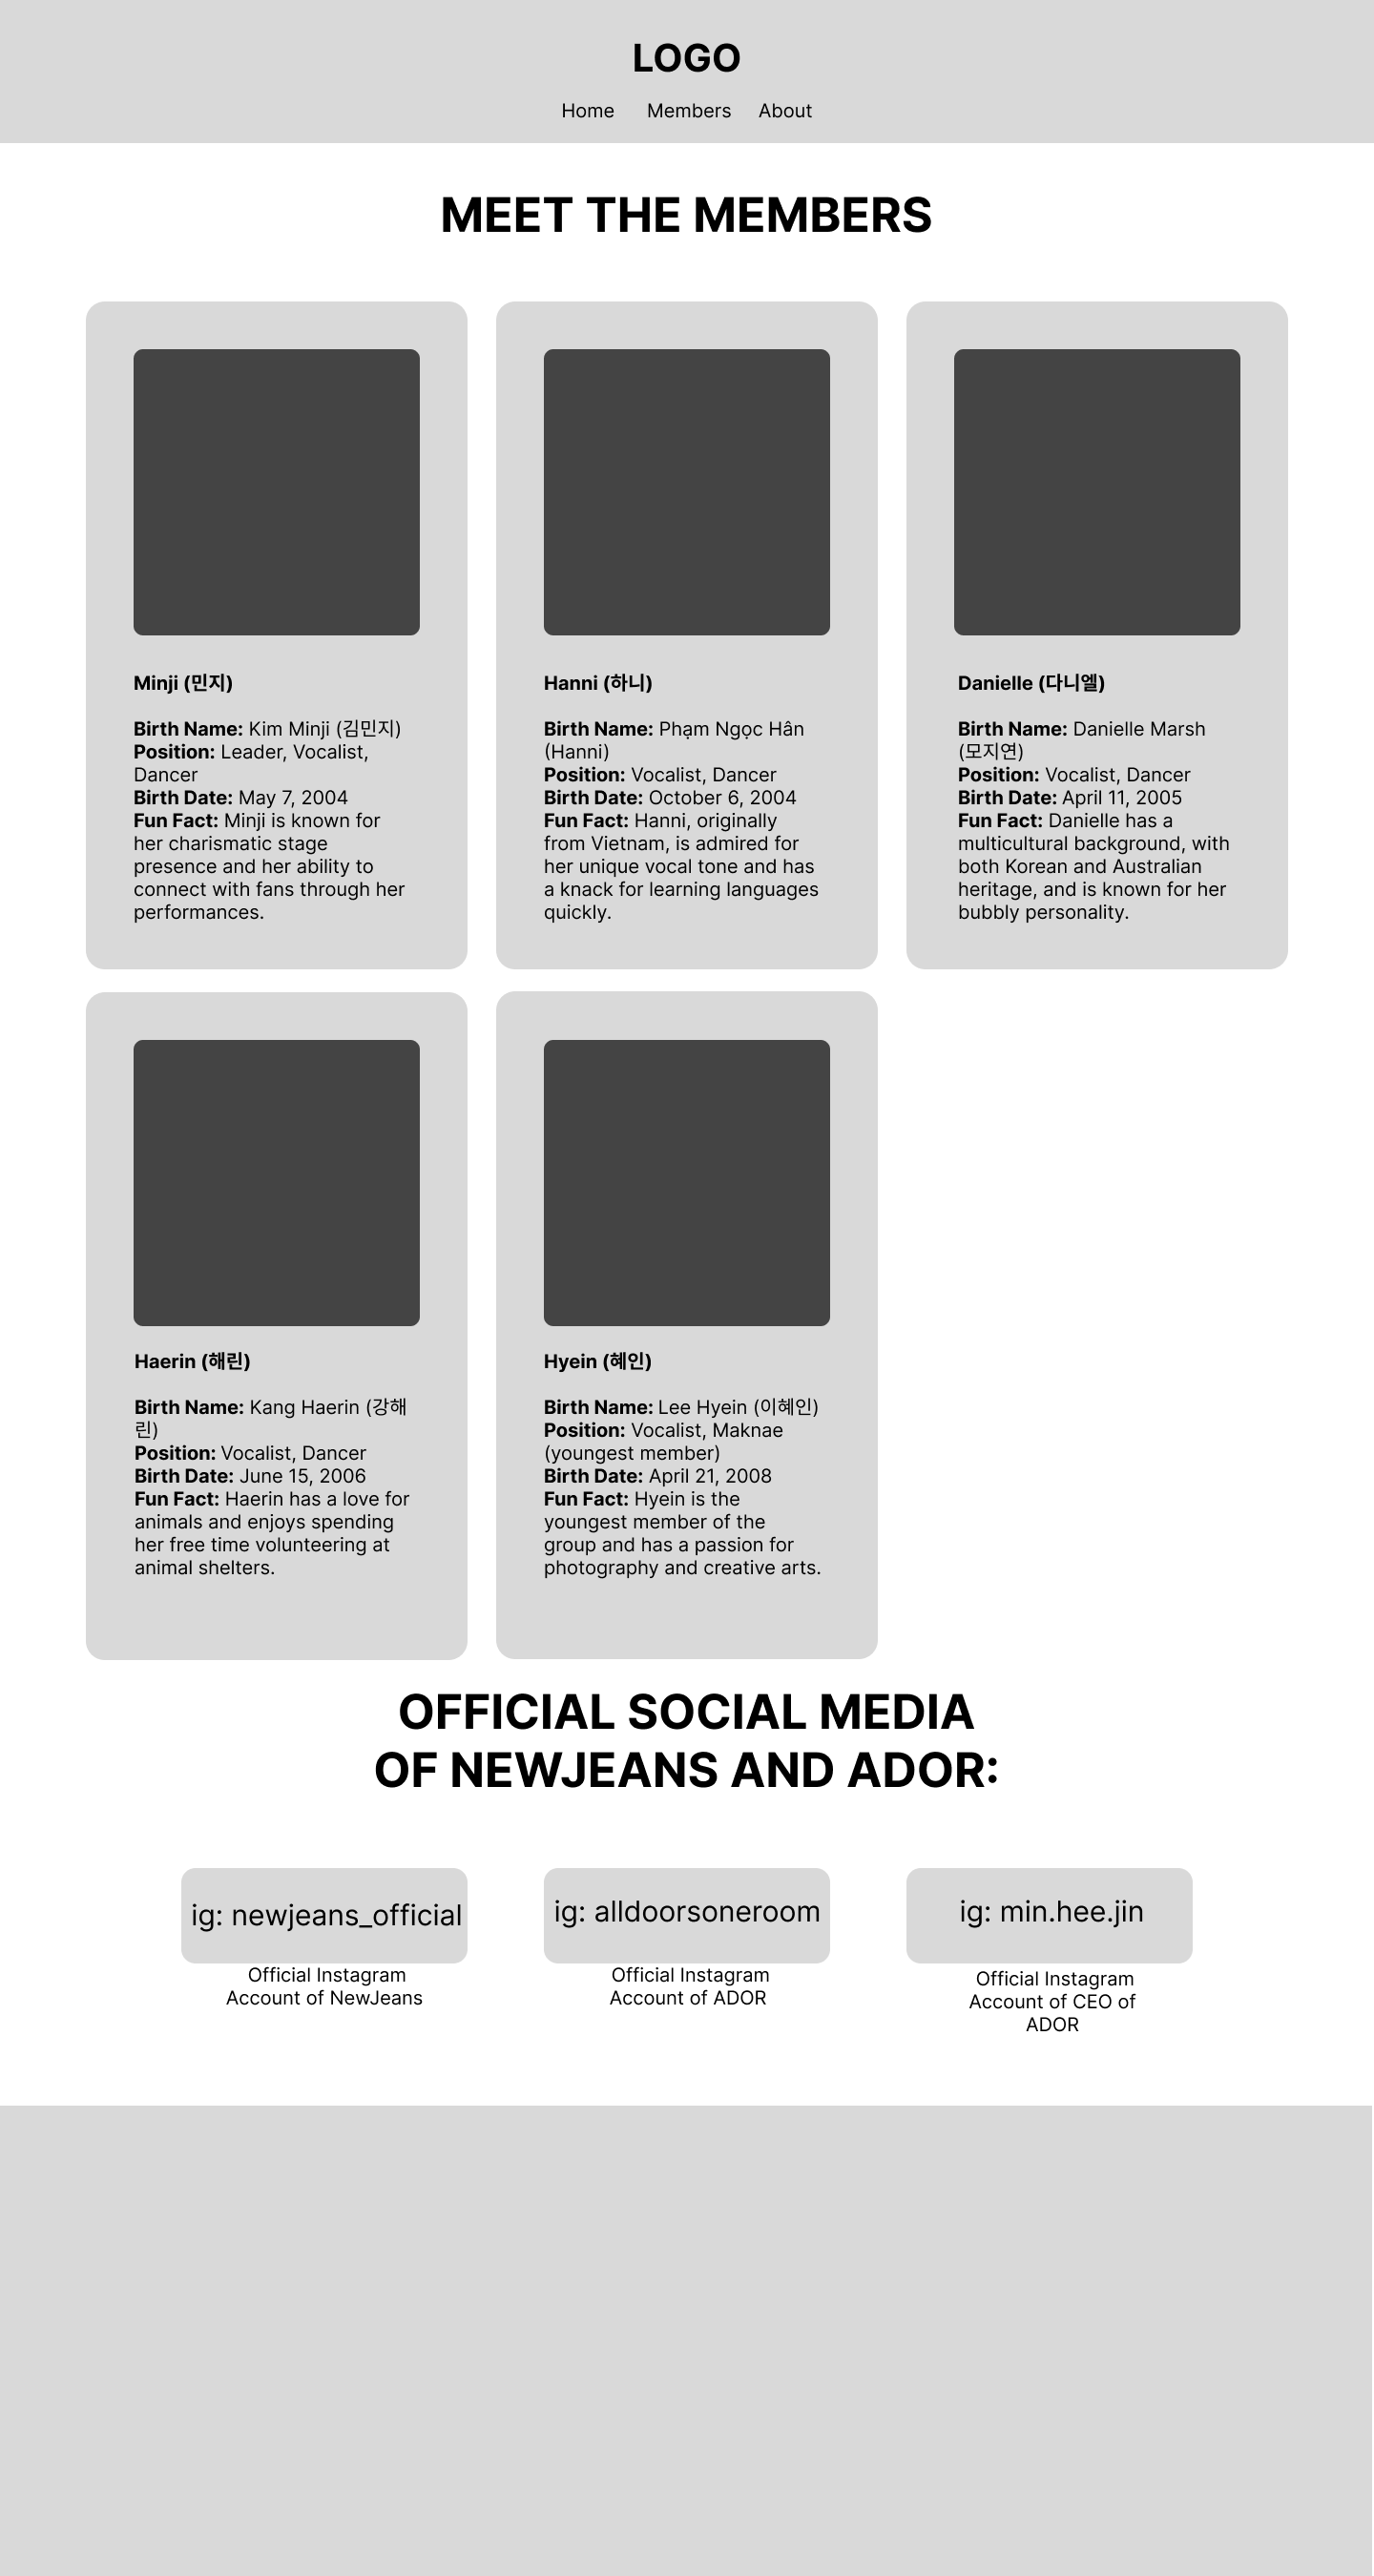 LOGO
Home Members About
MEET THE MEMBERS
Minji (민지)
Birth Name: Kim Minji (김민지)
Position: Leader, Vocalist,
Dancer
Birth Date: May 7, 2004
Fun Fact: Minji is known for
her charismatic stage
presence and her ability to
connect with fans through her
performances.
Hanni (하니)
Birth Name: Phạm Ngọc Hân
(Hanni)
Position: Vocalist, Dancer
Birth Date: October 6, 2004
Fun Fact: Hanni, originally
from Vietnam, is admired for
her unique vocal tone and has
a knack for learning languages
quickly.
Danielle (다니엘)
Birth Name: Danielle Marsh
(모지연)
Position: Vocalist, Dancer
Birth Date: April 11, 2005
Fun Fact: Danielle has a
multicultural background, with
both Korean and Australian
heritage, and is known for her
bubbly personality.
Haerin (해린)
Birth Name: Kang Haerin (강해
린)
Position: Vocalist, Dancer
Birth Date: June 15, 2006
Fun Fact: Haerin has a love for
animals and enjoys spending
her free time volunteering at
animal shelters.
Hyein (혜인)
Birth Name: Lee Hyein (이혜인)
Position: Vocalist, Maknae
(youngest member)
Birth Date: April 21, 2008
Fun Fact: Hyein is the
youngest member of the
group and has a passion for
photography and creative arts.
OFFICIAL SOCIAL MEDIA
OF NEWJEANS AND ADOR:
ig: newjeans_official
Official Instagram
Account of NewJeans
ig: alldoorsoneroom
Official Instagram
Account of ADOR
ig: min.hee.jin
Official Instagram
Account of CEO of
ADOR